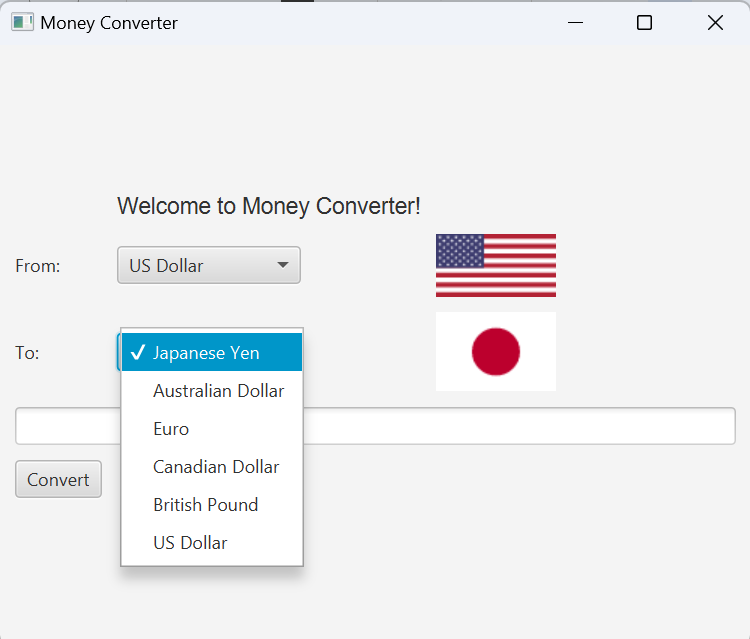 Money Converter
Welcome to Money Converter!
From:
US Dollar
To:
Japanese Yen
Australian Dollar
Euro
Canadian Dollar
British Pound
US Dollar
Convert